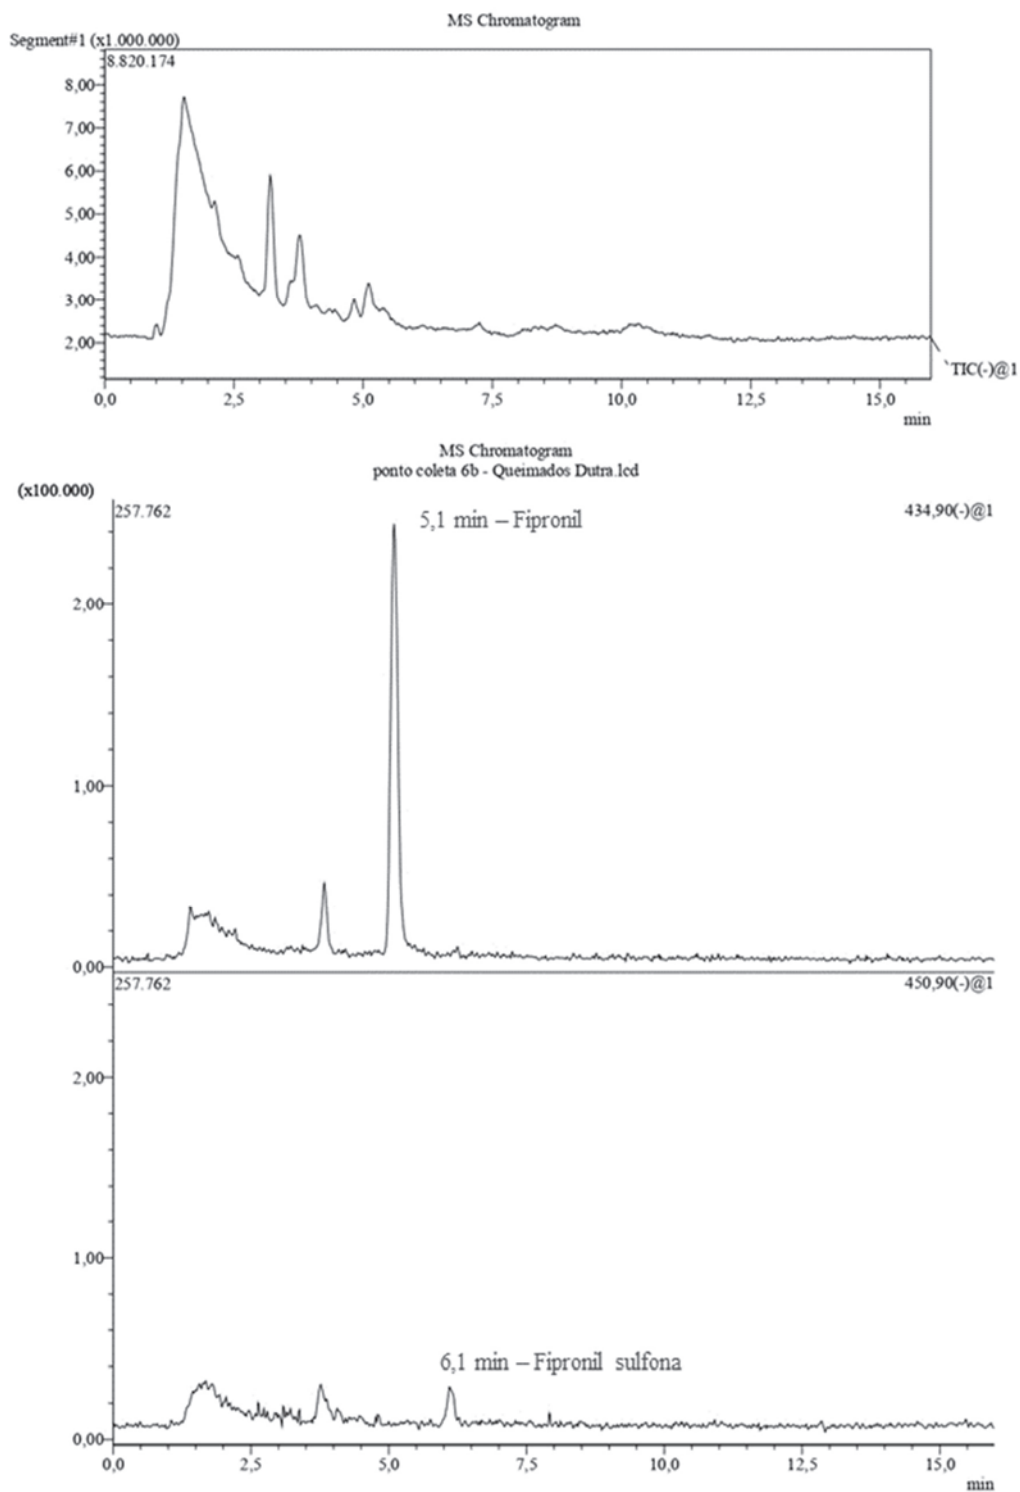 MS Chromatogram
Segment#1 (x1.000.000)
8.820.174
8,00
7,00
6,00
5,00
4,00
3,00
2,00
TIC(-)@1
0,0 2,5 5,0 7,5 10,0 12,5 15,0
min
MS Chromatogram
ponto coleta 6b - Queimados Dutra.lcd
(x100.000)
257.762 434,90(-)@1
5,1 min – Fipronil
2,00
1,00
0,00
257.762 450,90(-)@1
2,00
1,00
6,1 min – Fipronil sulfona
0,00
0,0 2,5 5,0 7,5 10,0 12,5 15,0
min